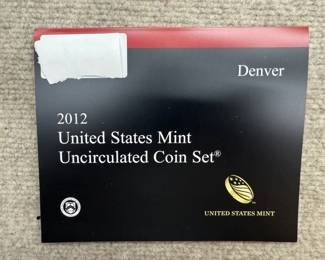 Denver
2012
United States Mint
Uncirculated Coin Set®
UNITED STATES MINT